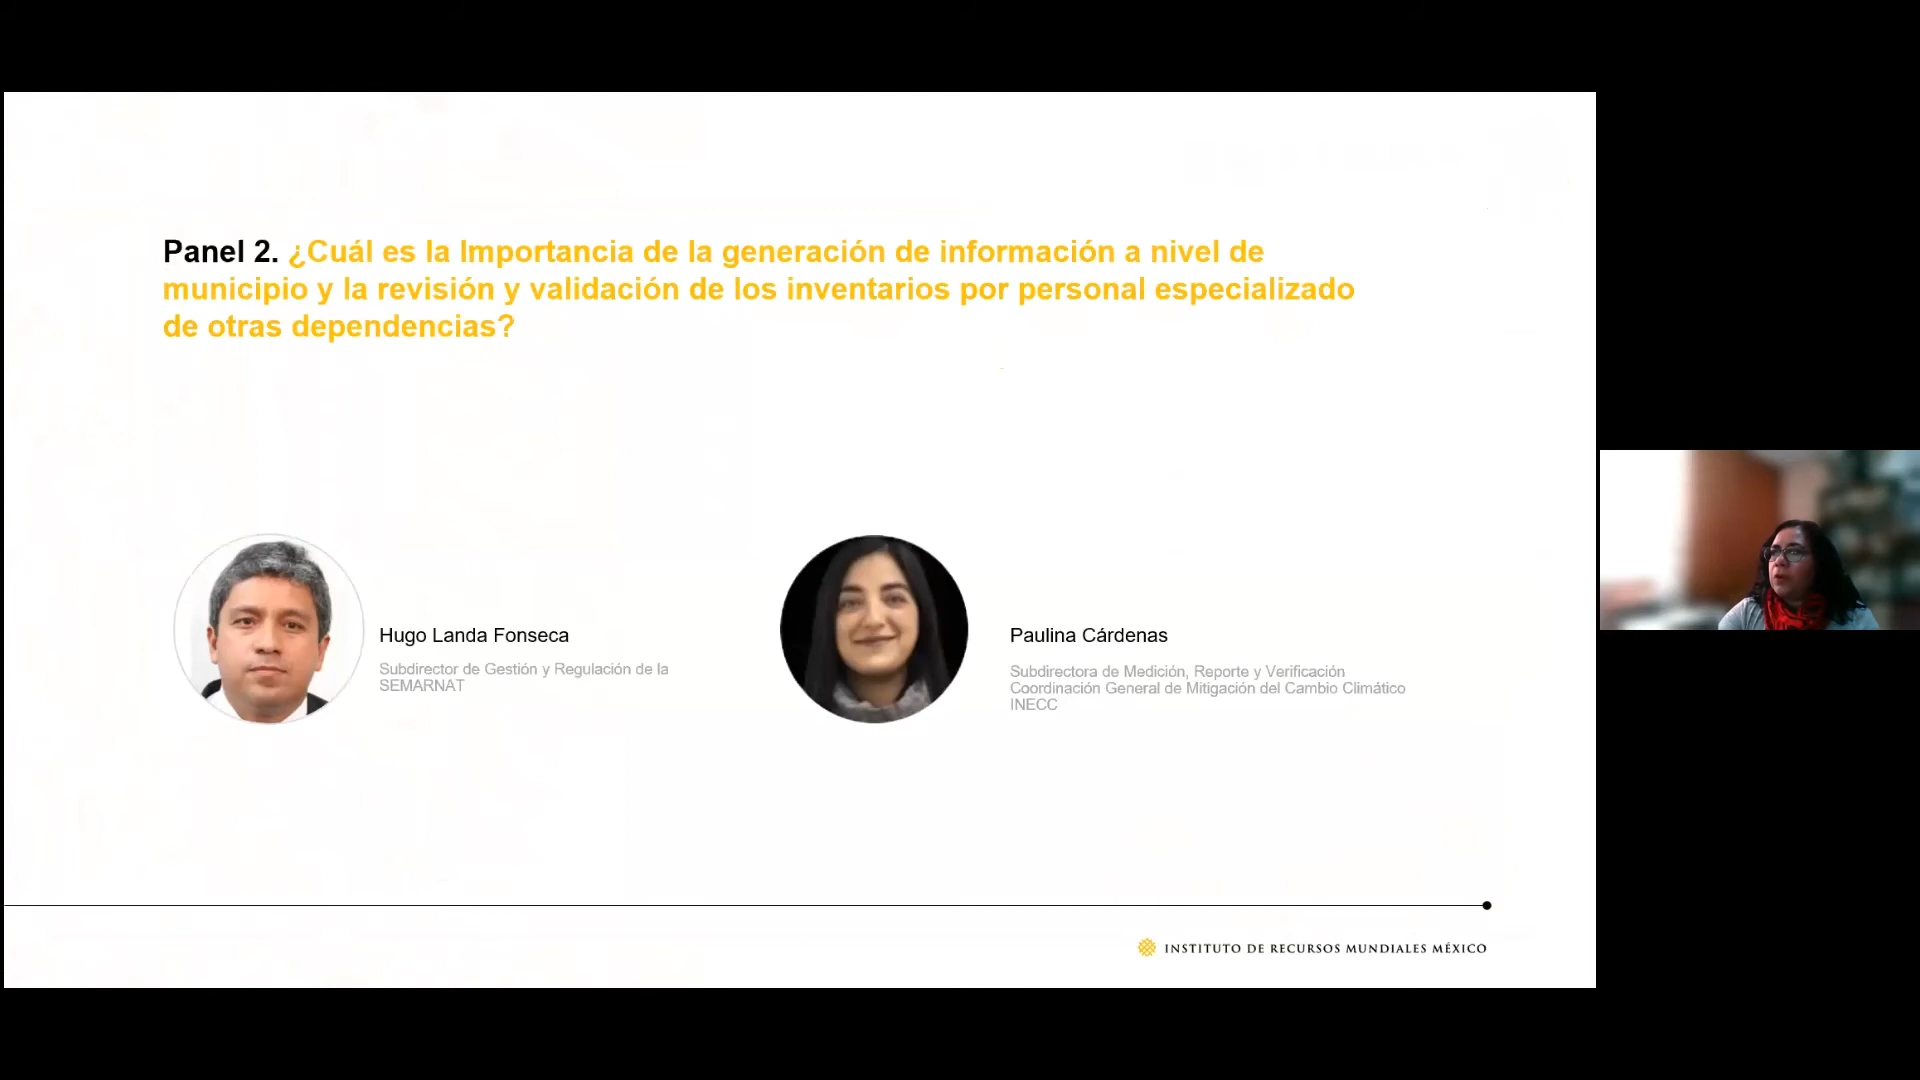 Panel 2. ¿Cuál es la Importancia de la generación de información a nivel de
municipio y la revisión y validación de los inventarios por personal especializado
de otras dependencias?
Hugo Landa Fonseca
Subdirector de Gestión y Regulación de la
SEMARNAT
Paulina Cárdenas
Subdirectora de Medición, Reporte y Verificación
Coordinación General de Mitigación del Cambio Climático
INECC
INSTITUTO DE RECURSOS MUNDIALES MÉXICO